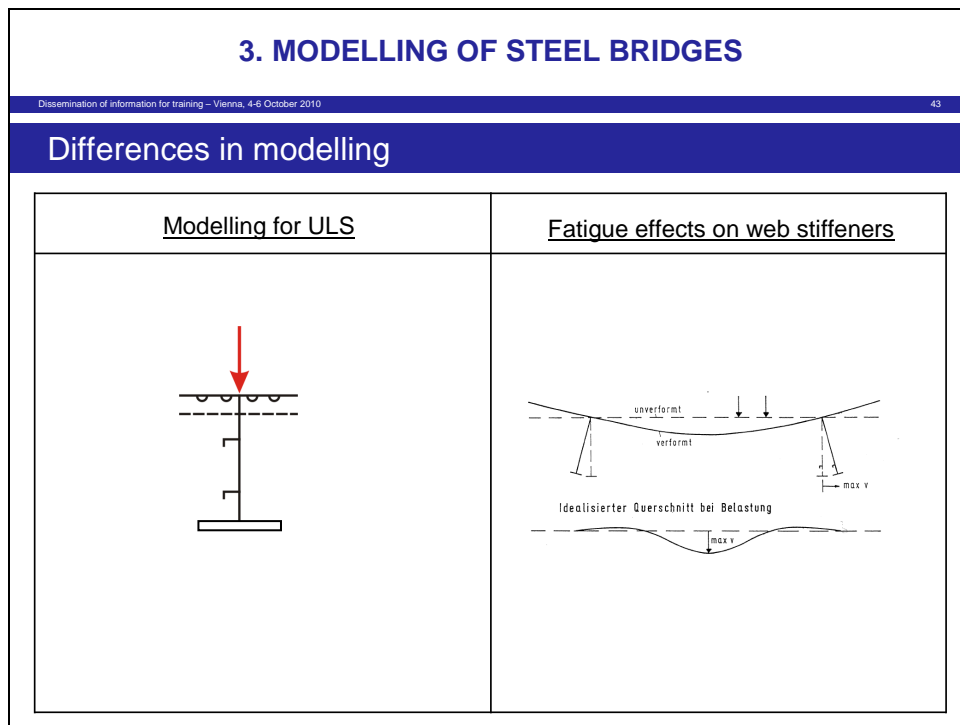 3. MODELLING OF STEEL BRIDGES
Dissemination of information for training – Vienna, 4-6 October 2010 43
Differences in modelling
Modelling for ULS
Fatigue effects on web stiffeners
unverformt
verformt
max v
Idealisierter Querschnitt bei Belastung
max v